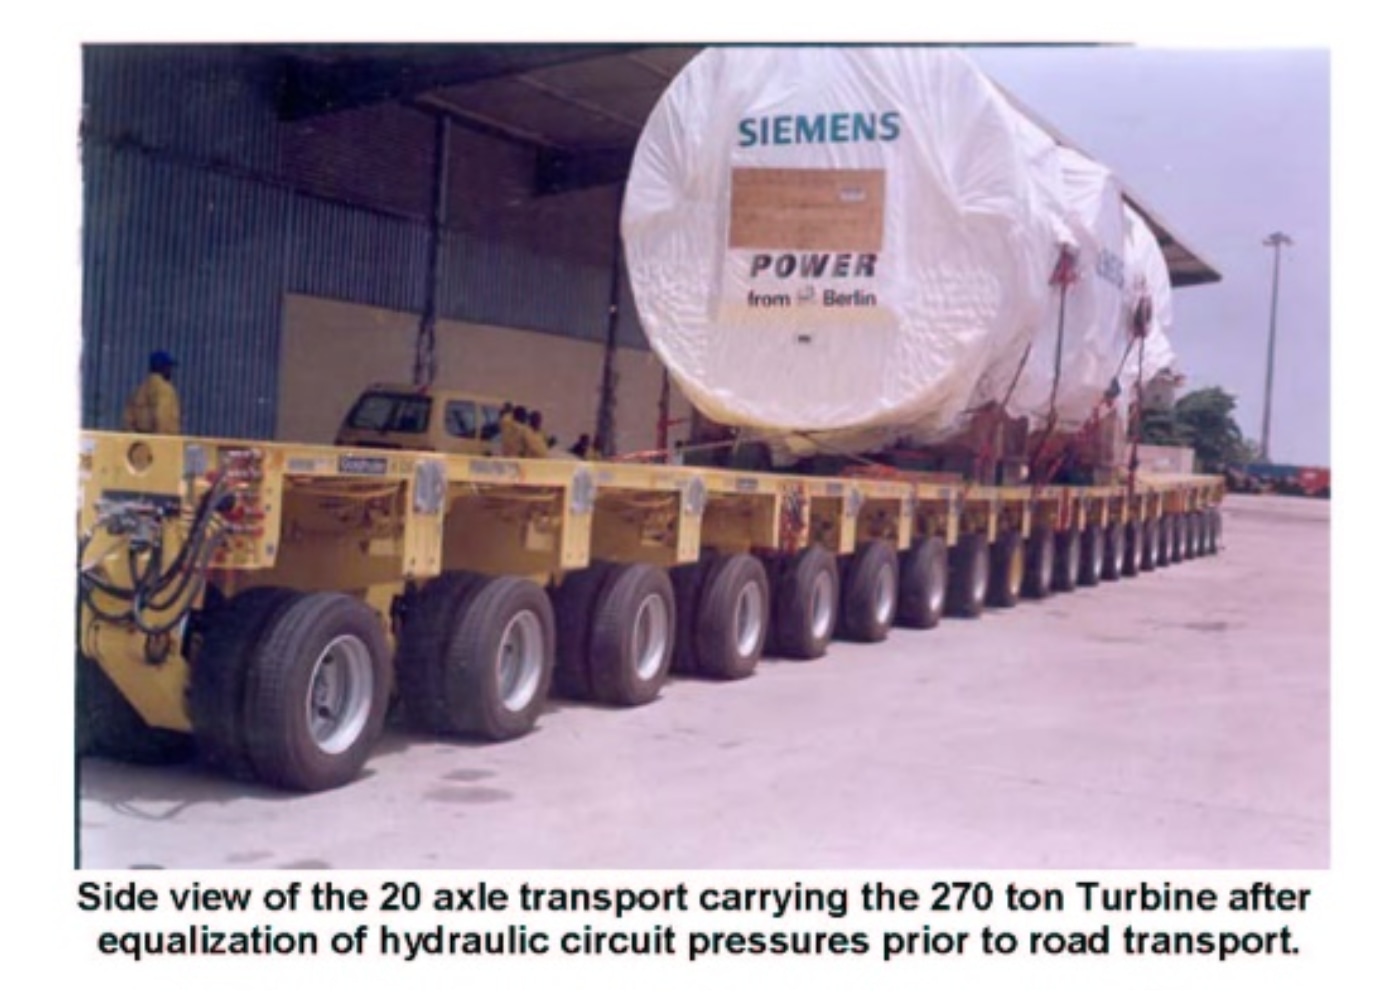 SIEMENS
POWER
from Berlin
Side view of the 20 axle transport carrying the 270 ton Turbine after
equalization of hydraulic circuit pressures prior to road transport.